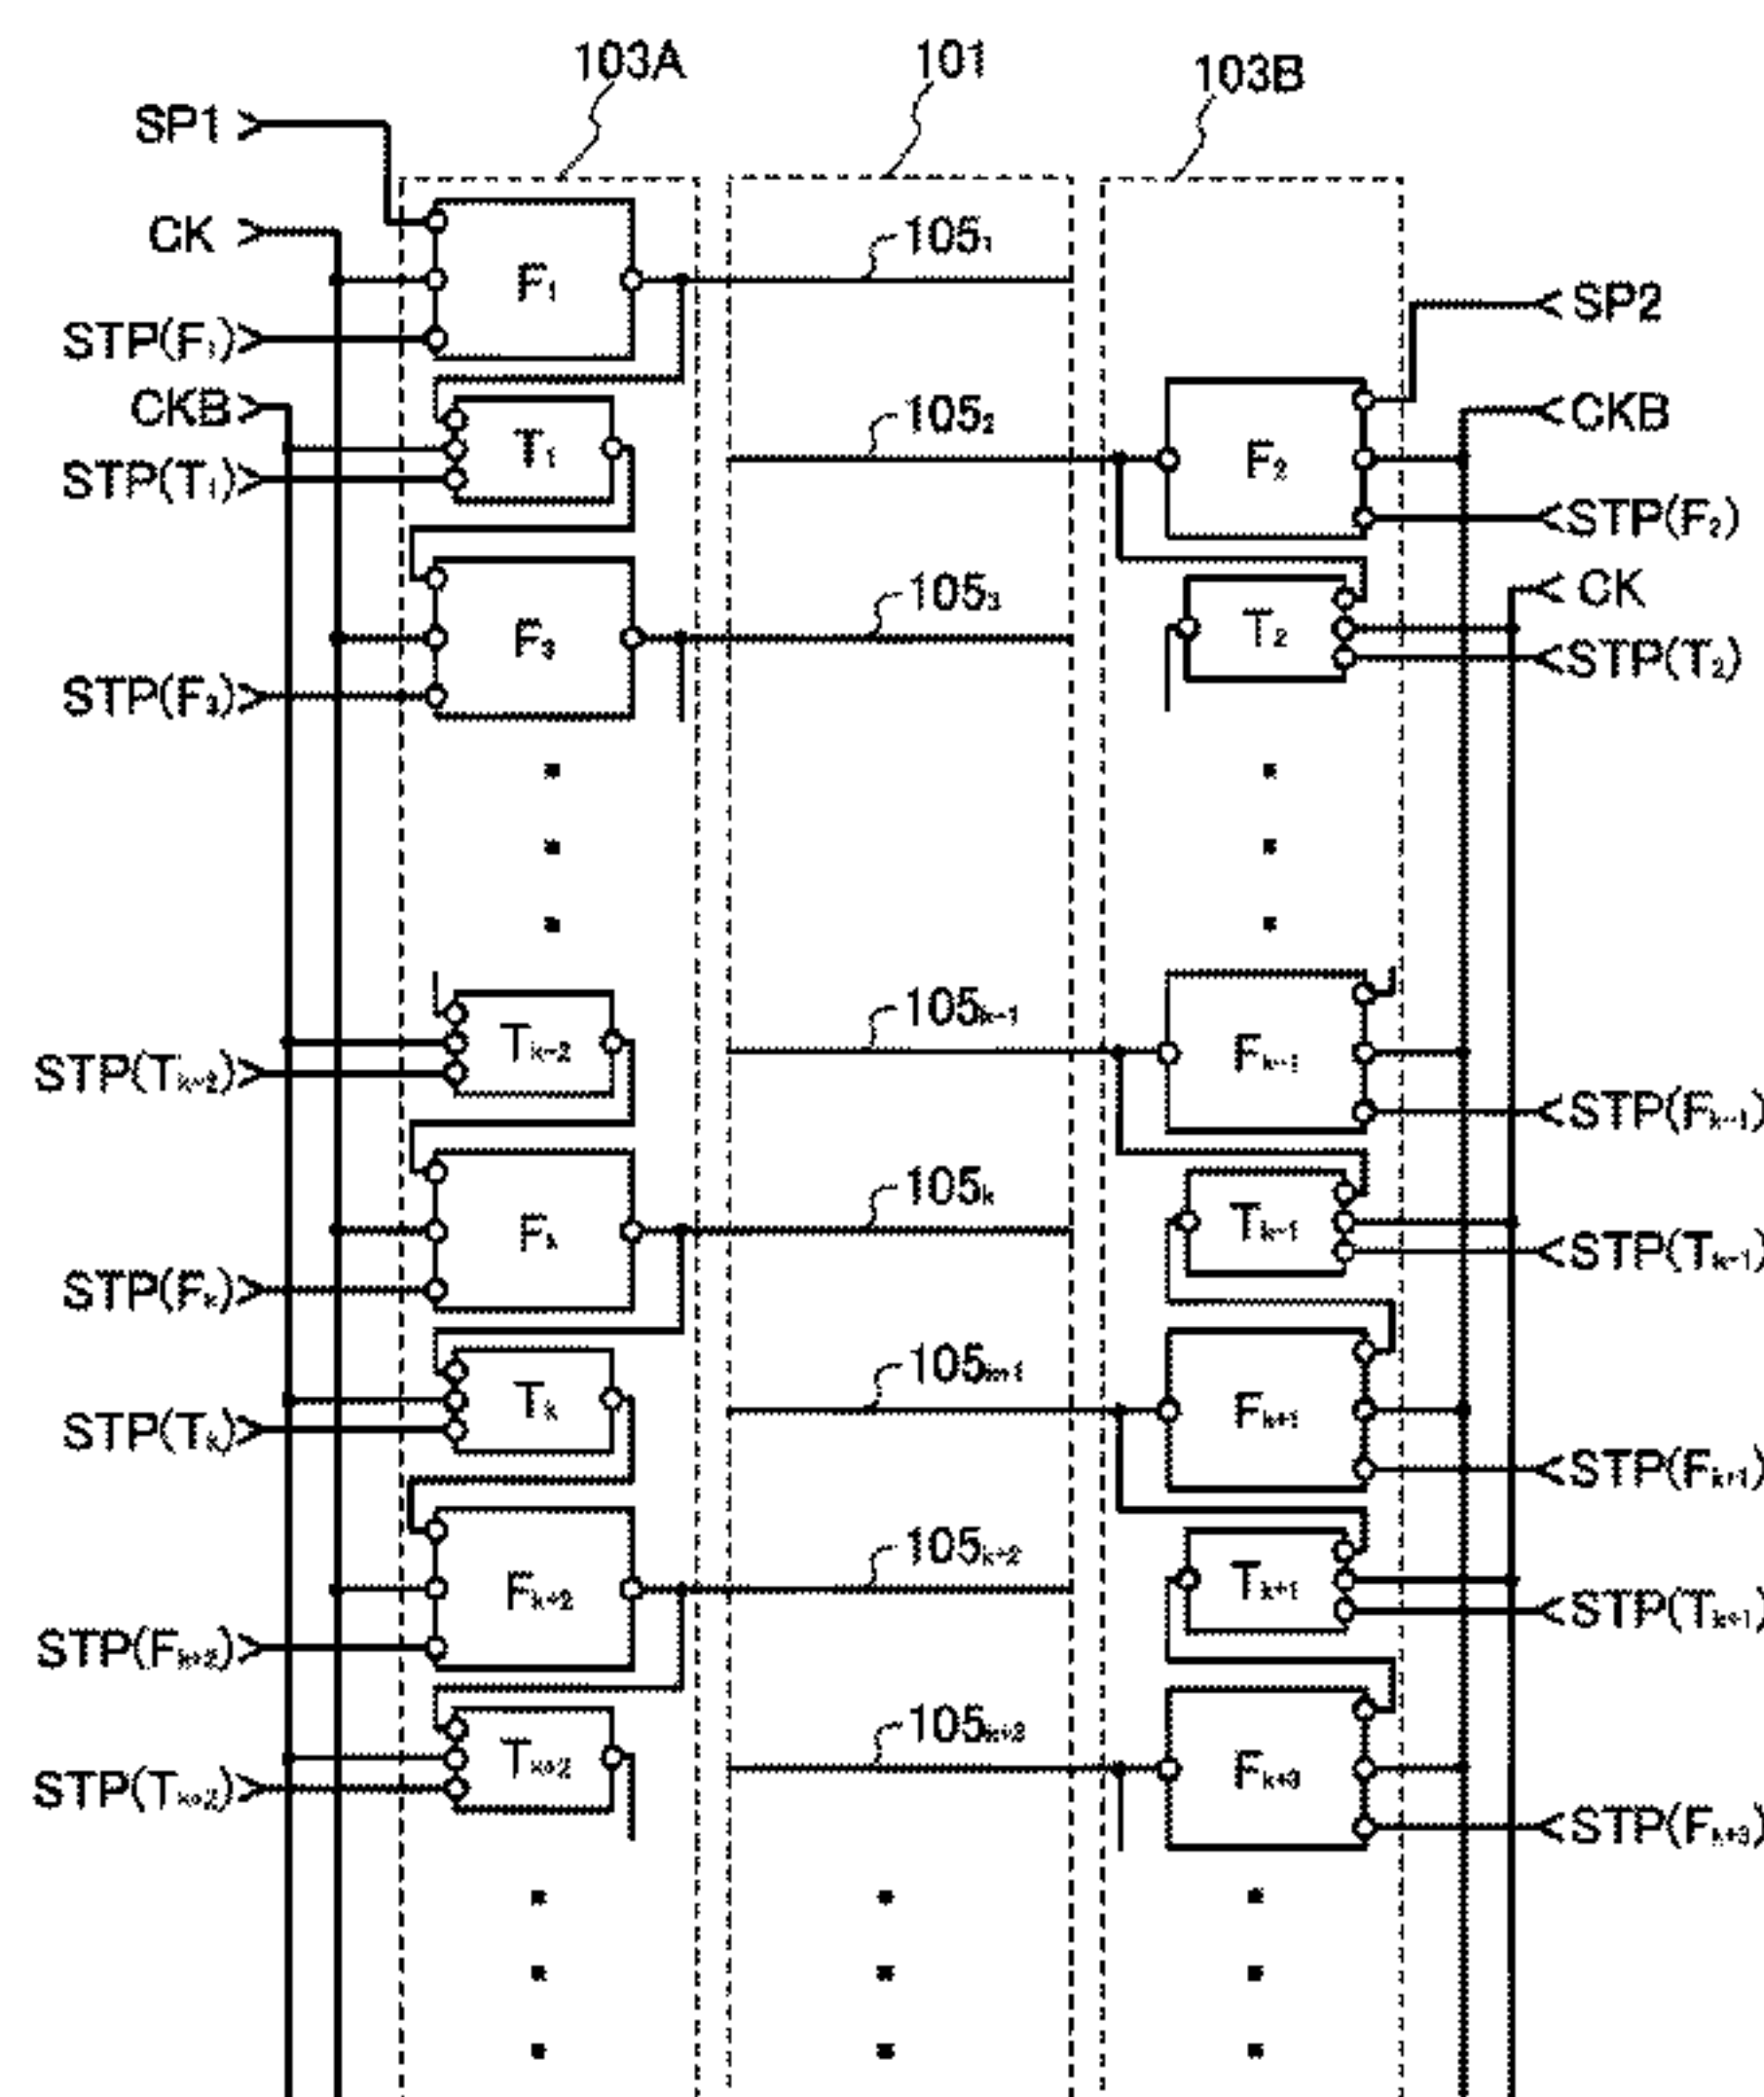 103A 101 103B
SP1
CK
F₁ 105₁
STP(F₁) SP2
CKB CKB
T₁ 105₂ F₂
STP(T₁) STP(F₂)
CK
F₃ 105₃ T₂
STP(T₂)
STP(F₃)
Tₖ₋₂ 105ₖ₋₁ Fₖ₋₁
STP(Tₖ₋₂) STP(Fₖ₋₁)
Fₖ 105ₖ Tₖ₋₁
STP(Tₖ₋₁)
STP(Fₖ)
Tₖ 105ₖ₊₁ Fₖ₊₁
STP(Tₖ) STP(Fₖ₊₁)
Fₖ₊₂ 105ₖ₊₂ Tₖ₊₁
STP(Fₖ₊₂) STP(Tₖ₊₁)
Tₖ₊₂ 105ₖ₊₃ Fₖ₊₃
STP(Tₖ₊₂) STP(Fₖ₊₃)